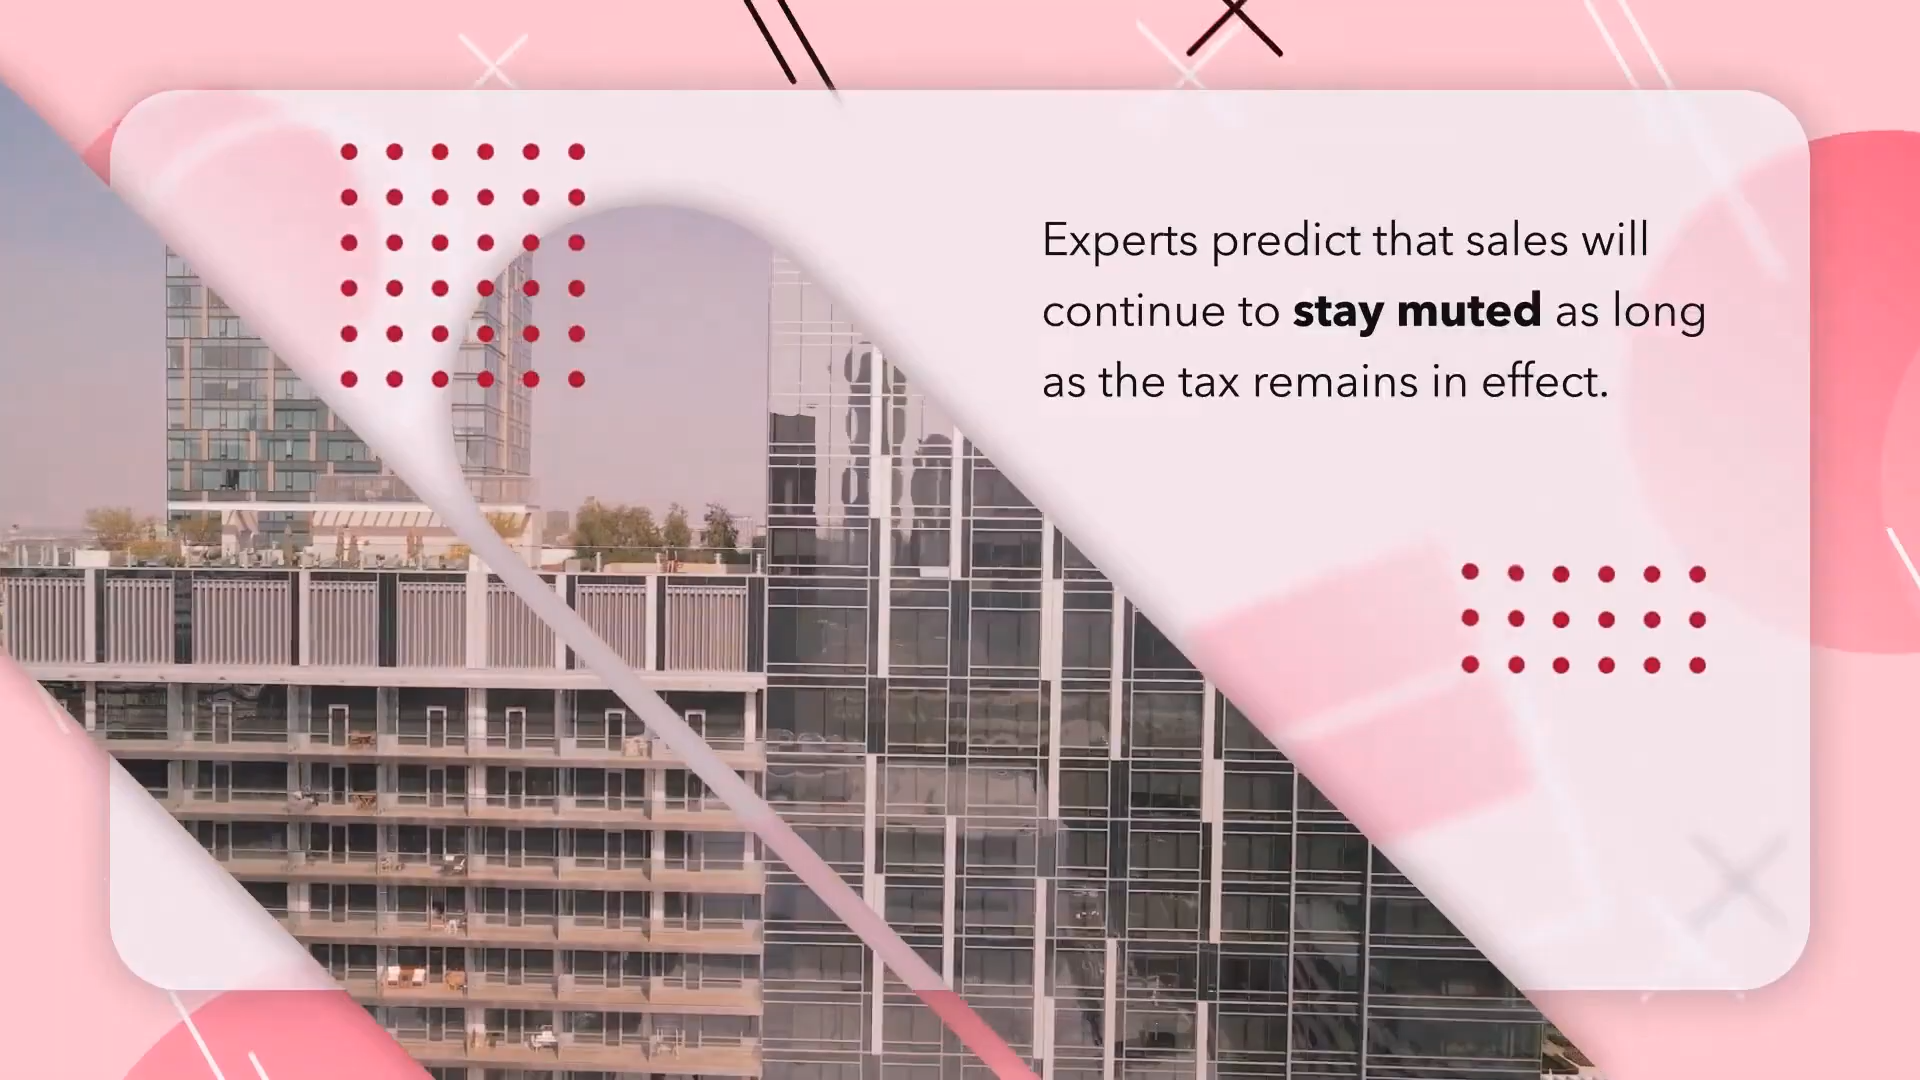 Experts predict that sales will
continue to stay muted as long
as the tax remains in effect.